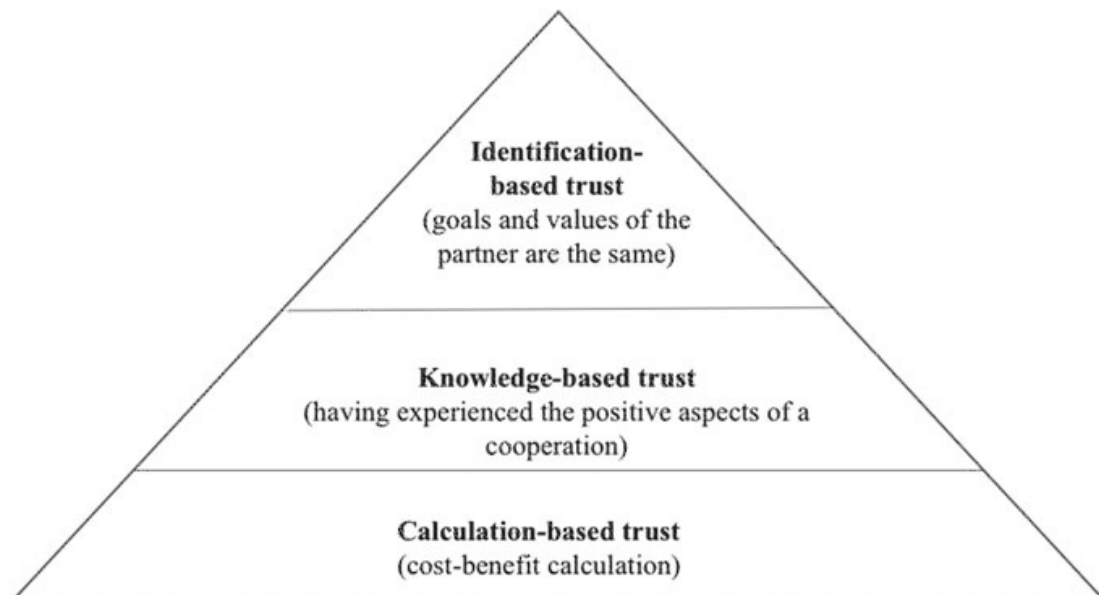 Identification-
based trust
(goals and values of the
partner are the same)
Knowledge-based trust
(having experienced the positive aspects of a
cooperation)
Calculation-based trust
(cost-benefit calculation)